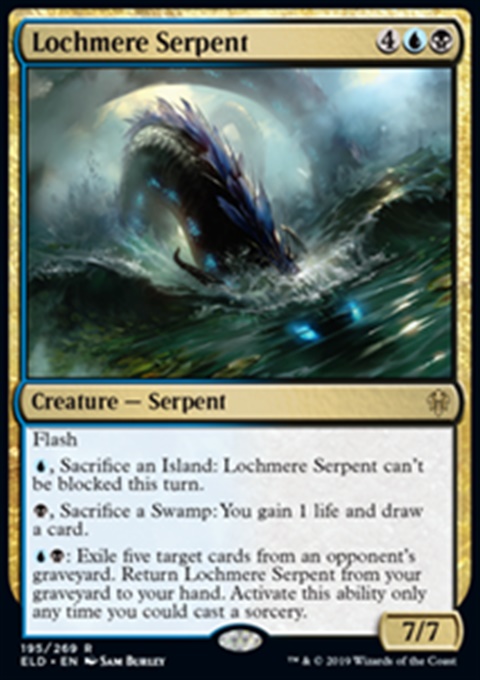 Lochmere Serpent 4
Creature — Serpent
Flash
, Sacrifice an Island: Lochmere Serpent can't
be blocked this turn.
, Sacrifice a Swamp: You gain 1 life and draw
a card.
: Exile five target cards from an opponent's
graveyard. Return Lochmere Serpent from your
graveyard to your hand. Activate this ability only
any time you could cast a sorcery.
7/7
195/269 R
ELD • EN Sam Burley
™ & © 2019 Wizards of the Coast